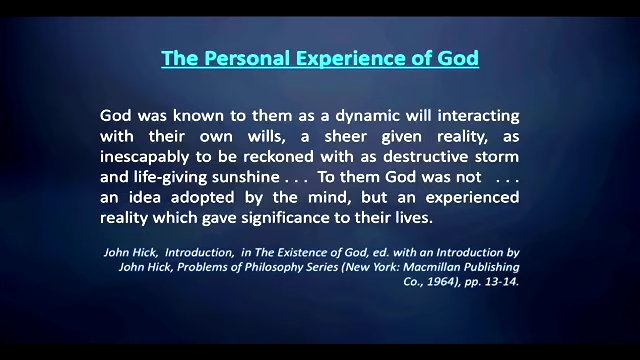 The Personal Experience of God
God was known to them as a dynamic will interacting
with their own wills, a sheer given reality, as
inescapably to be reckoned with as destructive storm
and life-giving sunshine . . . To them God was not . . .
an idea adopted by the mind, but an experienced
reality which gave significance to their lives.
John Hick, Introduction, in The Existence of God, ed. with an Introduction by
John Hick, Problems of Philosophy Series (New York: Macmillan Publishing
Co., 1964), pp. 13-14.